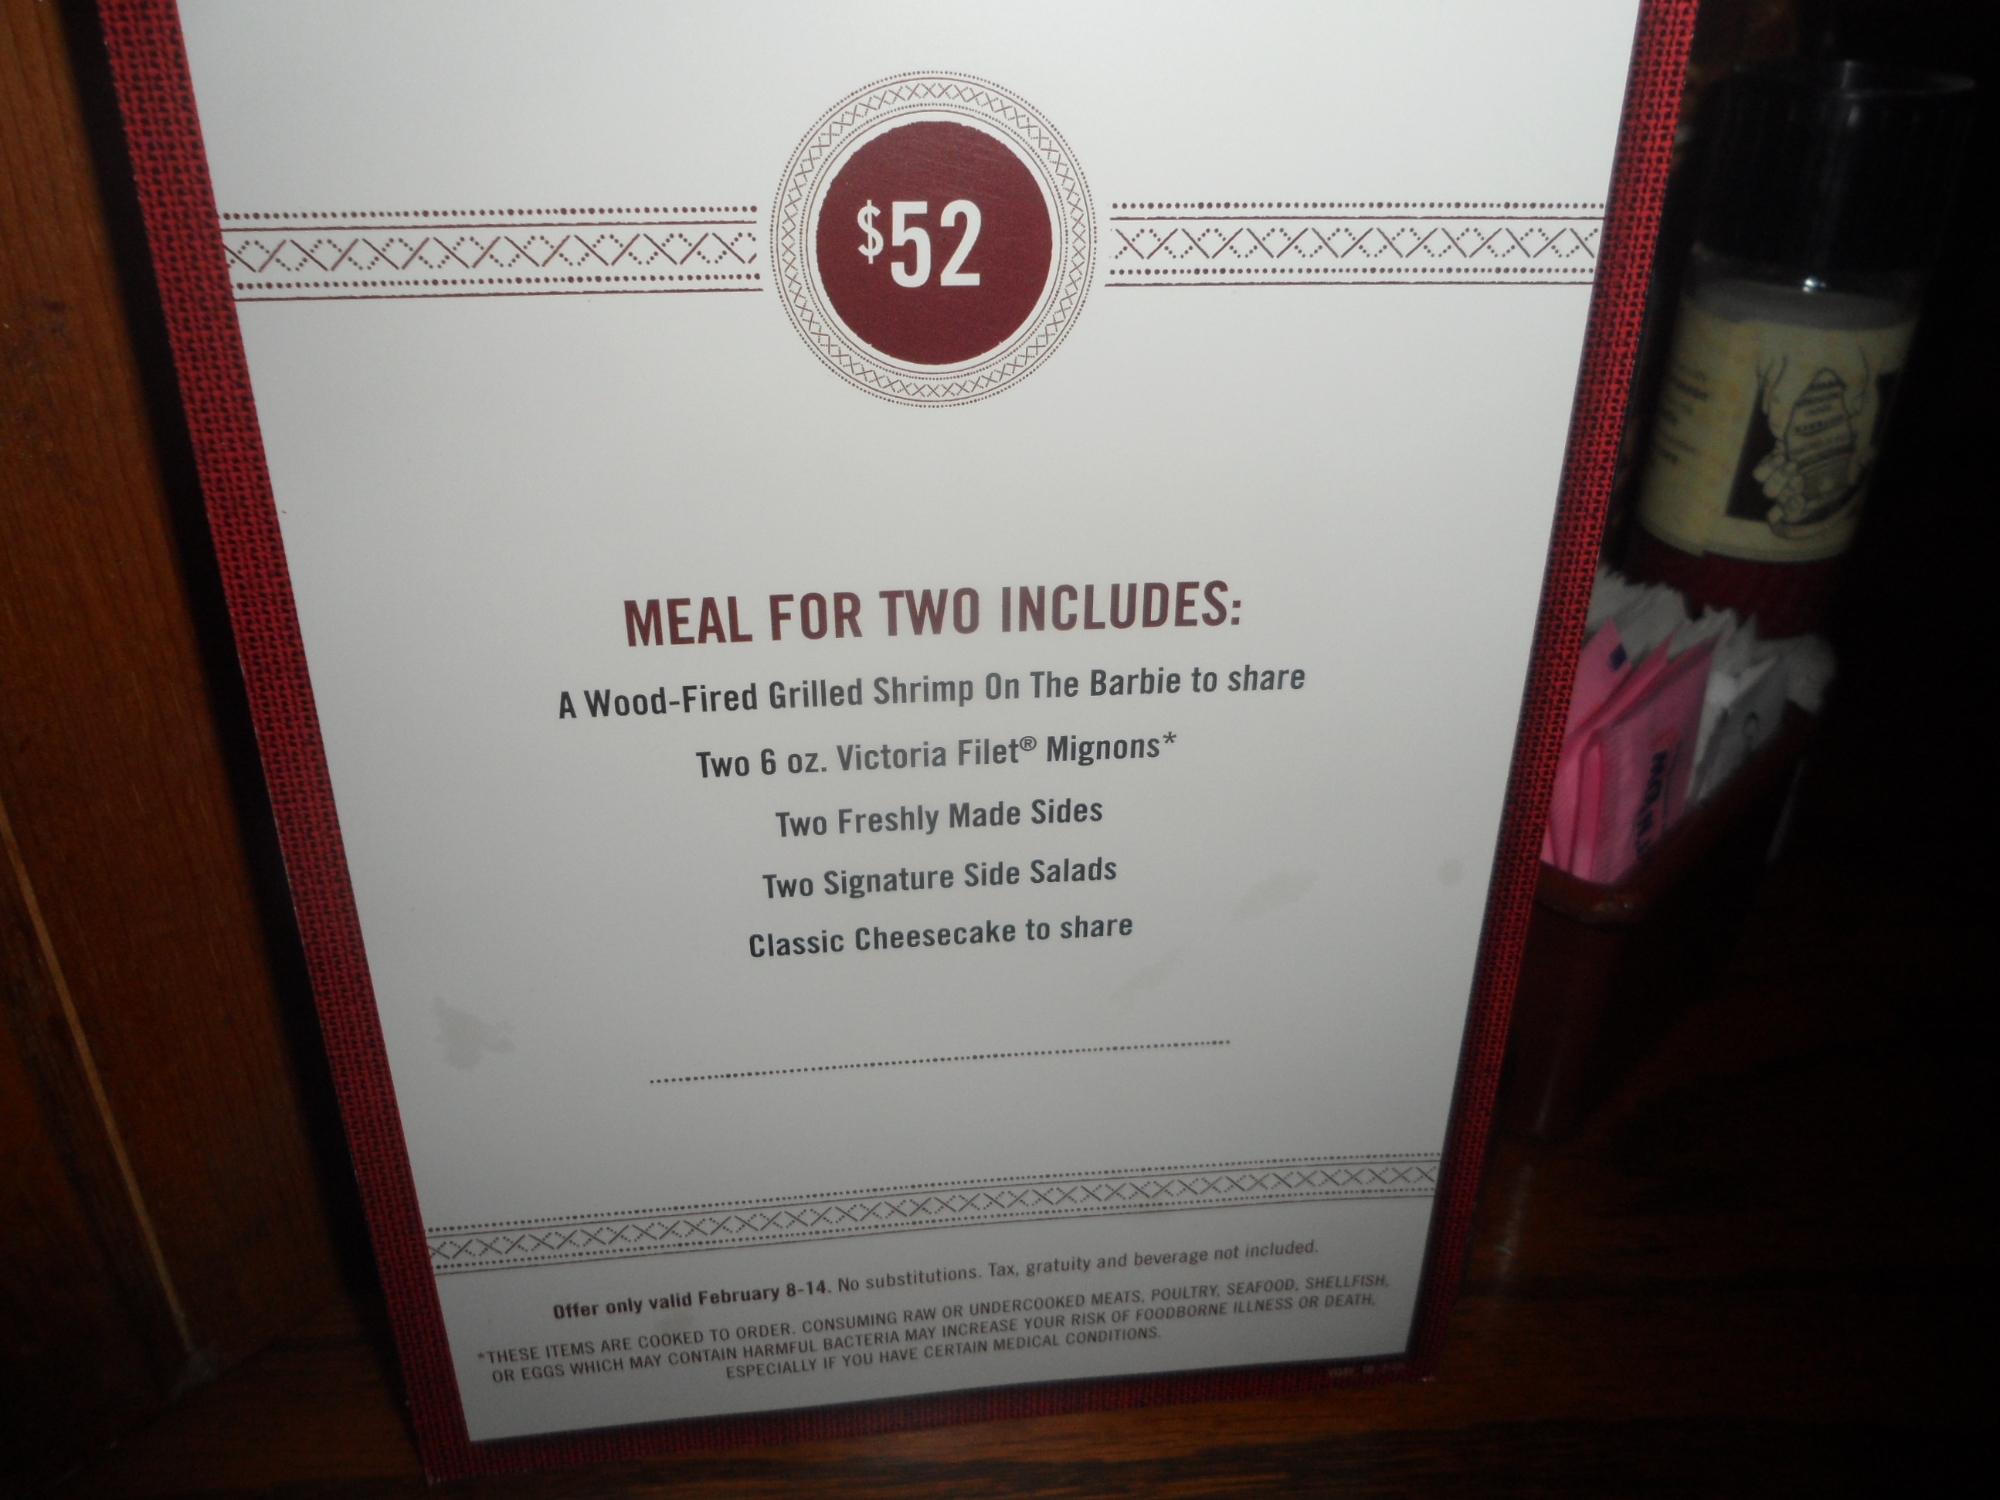 $52
MEAL FOR TWO INCLUDES:
A Wood-Fired Grilled Shrimp On The Barbie to share
Two 6 oz. Victoria Filet® Mignons*
Two Freshly Made Sides
Two Signature Side Salads
Classic Cheesecake to share
Offer only valid February 8-14. No substitutions. Tax, gratuity and beverage not included.
*THESE ITEMS ARE COOKED TO ORDER. CONSUMING RAW OR UNDERCOOKED MEATS, POULTRY, SEAFOOD, SHELLFISH,
OR EGGS WHICH MAY CONTAIN HARMFUL BACTERIA MAY INCREASE YOUR RISK OF FOODBORNE ILLNESS OR DEATH,
ESPECIALLY IF YOU HAVE CERTAIN MEDICAL CONDITIONS.